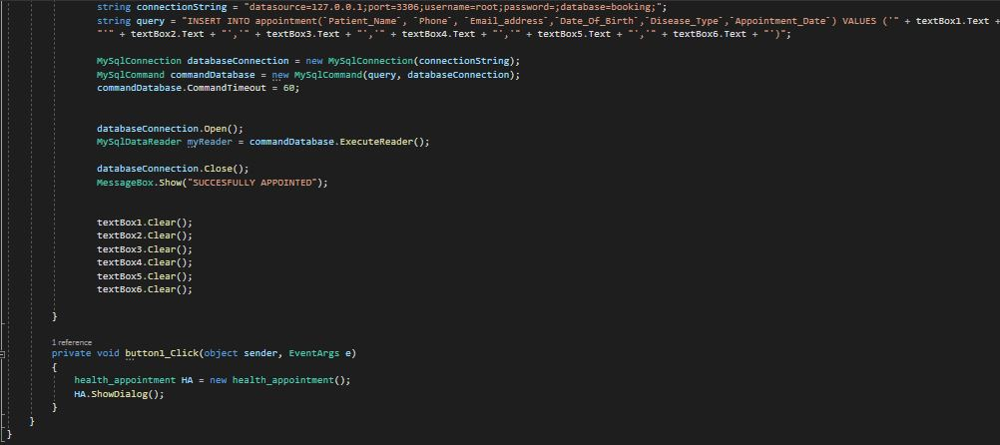 string connectionString = "datasource=127.0.0.1;port=3306;username=root;password=;database=booking;";
string query = "INSERT INTO appointment(`Patient_Name`, `Phone`, `Email_address`,`Date_Of_Birth`,`Disease_Type`,`Appointment_Date`) VALUES ('" + textBox1.Text +
"'" + textBox2.Text + "','" + textBox3.Text + "','" + textBox4.Text + "','" + textBox5.Text + "','" + textBox6.Text + "')";
MySqlConnection databaseConnection = new MySqlConnection(connectionString);
MySqlCommand commandDatabase = new MySqlCommand(query, databaseConnection);
commandDatabase.CommandTimeout = 60;
databaseConnection.Open();
MySqlDataReader myReader = commandDatabase.ExecuteReader();
databaseConnection.Close();
MessageBox.Show("SUCCESFULLY APPOINTED");
textBox1.Clear();
textBox2.Clear();
textBox3.Clear();
textBox4.Clear();
textBox5.Clear();
textBox6.Clear();
}
1 reference
private void button1_Click(object sender, EventArgs e)
{
health_appointment HA = new health_appointment();
HA.ShowDialog();
}
}
}